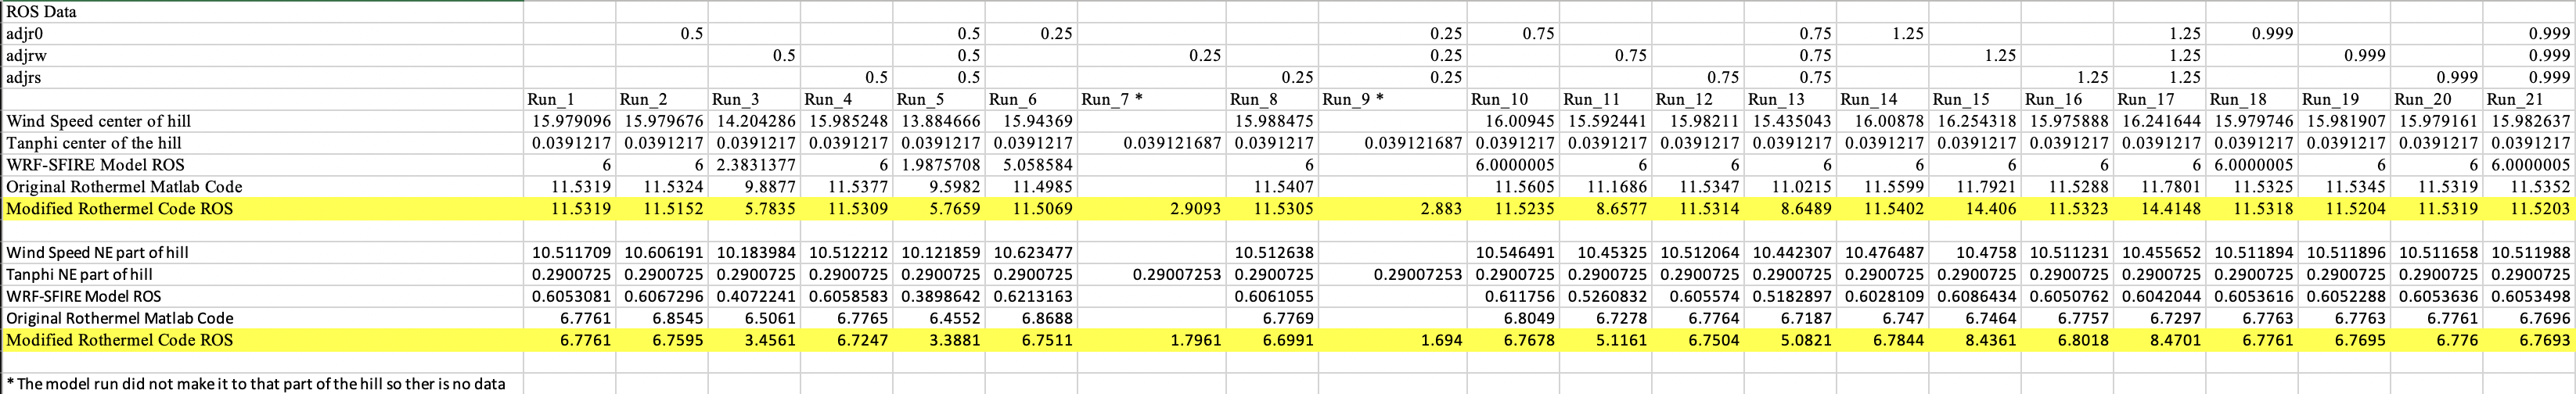 ROS Data
adjr0 0.5 0.5 0.25 0.25 0.75 0.75 1.25 1.25 0.999 0.999
adjrw 0.5 0.5 0.25 0.25 0.75 0.75 1.25 1.25 0.999 0.999
adjrs 0.5 0.5 0.25 0.25 0.75 0.75 1.25 1.25 0.999 0.999
Run_1 Run_2 Run_3 Run_4 Run_5 Run_6 Run_7 * Run_8 Run_9 * Run_10 Run_11 Run_12 Run_13 Run_14 Run_15 Run_16 Run_17 Run_18 Run_19 Run_20 Run_21
Wind Speed center of hill 15.979096 15.979676 14.204286 15.985248 13.884666 15.94369 15.988475 16.00945 15.592441 15.98211 15.435043 16.00878 16.254318 15.975888 16.241644 15.979746 15.981907 15.979161 15.982637
Tanphi center of the hill 0.0391217 0.0391217 0.0391217 0.0391217 0.0391217 0.0391217 0.039121687 0.0391217 0.039121687 0.0391217 0.0391217 0.0391217 0.0391217 0.0391217 0.0391217 0.0391217 0.0391217 0.0391217 0.0391217 0.0391217 0.0391217
WRF-SFIRE Model ROS 6 6 2.3831377 6 1.9875708 5.058584 6 6.0000005 6 6 6 6 6 6 6 6.0000005 6 6 6.0000005
Original Rothermel Matlab Code 11.5319 11.5324 9.8877 11.5377 9.5982 11.4985 11.5407 11.5605 11.1686 11.5347 11.0215 11.5599 11.7921 11.5288 11.7801 11.5325 11.5345 11.5319 11.5352
Modified Rothermel Code ROS 11.5319 11.5152 5.7835 11.5309 5.7659 11.5069 2.9093 11.5305 2.883 11.5235 8.6577 11.5314 8.6489 11.5402 14.406 11.5323 14.4148 11.5318 11.5204 11.5319 11.5203
Wind Speed NE part of hill 10.511709 10.606191 10.183984 10.512212 10.121859 10.623477 10.512638 10.546491 10.45325 10.512064 10.442307 10.476487 10.4758 10.511231 10.455652 10.511894 10.511896 10.511658 10.511988
Tanphi NE part of hill 0.2900725 0.2900725 0.2900725 0.2900725 0.2900725 0.2900725 0.29007253 0.2900725 0.29007253 0.2900725 0.2900725 0.2900725 0.2900725 0.2900725 0.2900725 0.2900725 0.2900725 0.2900725 0.2900725 0.2900725 0.2900725
WRF-SFIRE Model ROS 0.6053081 0.6067296 0.4072241 0.6058583 0.3898642 0.6213163 0.6061055 0.611756 0.5260832 0.605574 0.5182897 0.6028109 0.6086434 0.6050762 0.6042044 0.6053616 0.6052288 0.6053636 0.6053498
Original Rothermel Matlab Code 6.7761 6.8545 6.5061 6.7765 6.4552 6.8688 6.7769 6.8049 6.7278 6.7764 6.7187 6.747 6.7464 6.7757 6.7297 6.7763 6.7763 6.7761 6.7696
Modified Rothermel Code ROS 6.7761 6.7595 3.4561 6.7247 3.3881 6.7511 1.7961 6.6991 1.694 6.7678 5.1161 6.7504 5.0821 6.7844 8.4361 6.8018 8.4701 6.7761 6.7695 6.776 6.7693
* The model run did not make it to that part of the hill so ther is no data